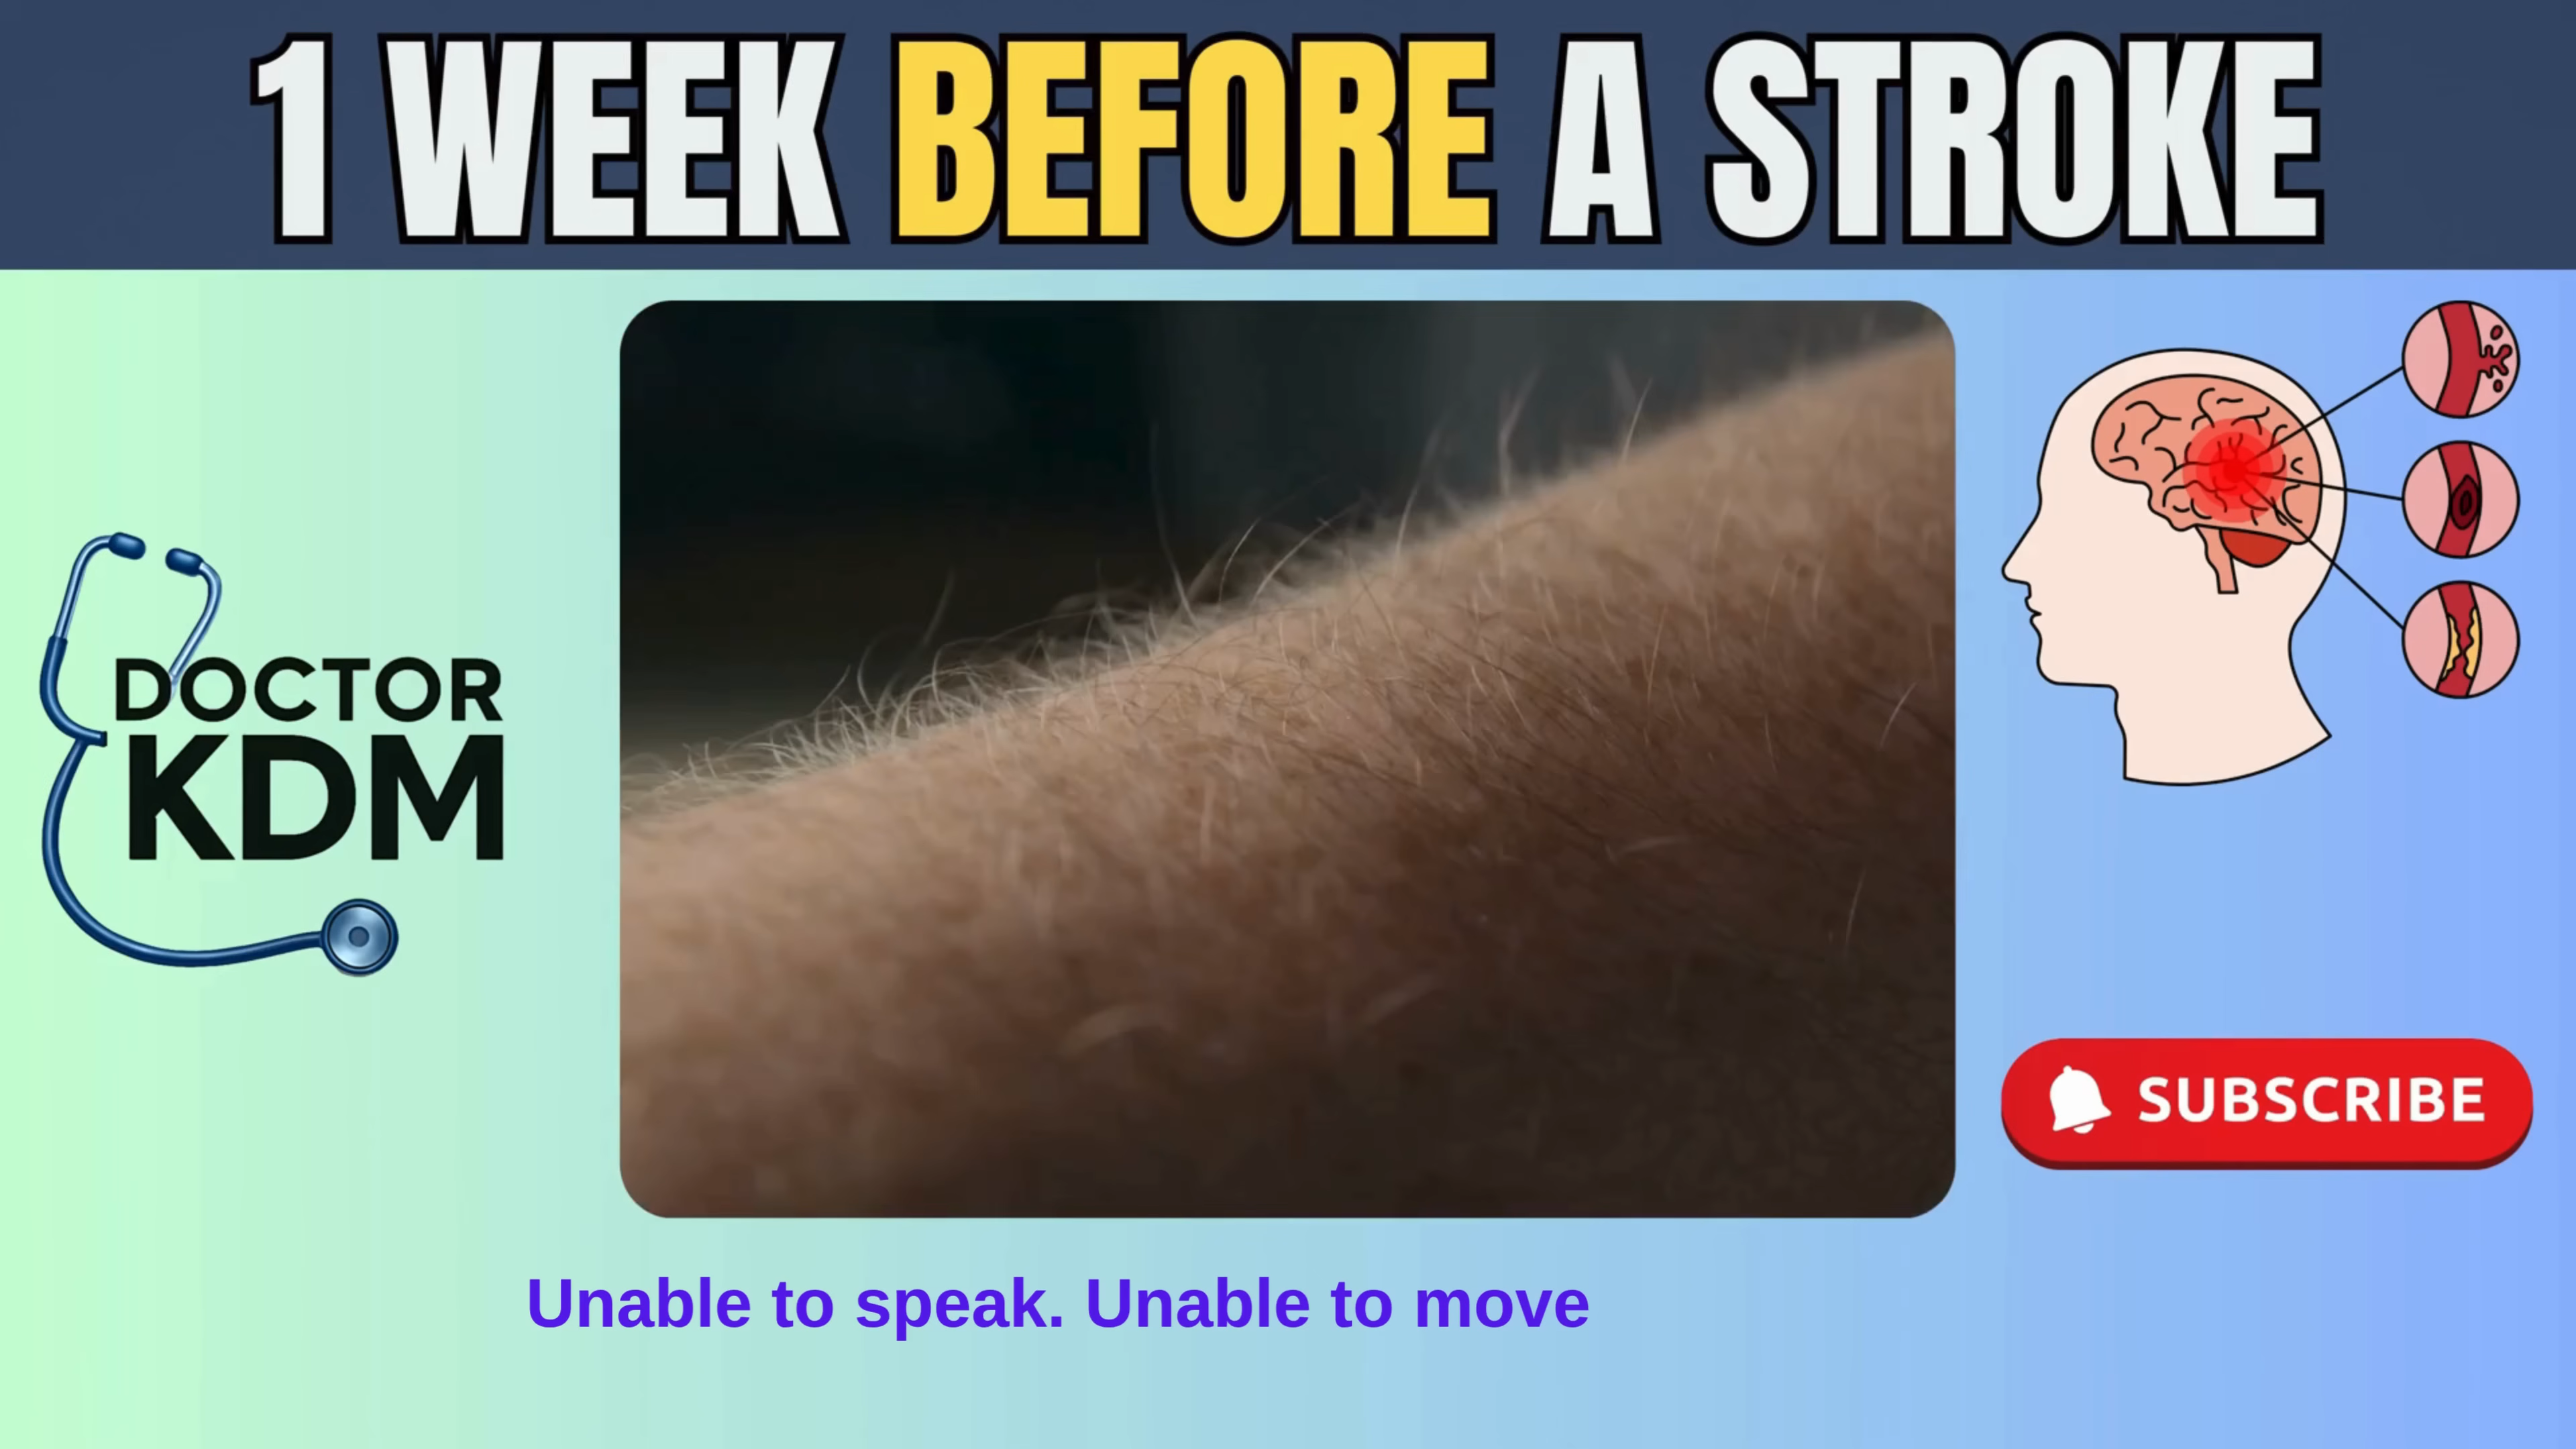 1 WEEK BEFORE A STROKE
DOCTOR
KDM
SUBSCRIBE
Unable to speak. Unable to move